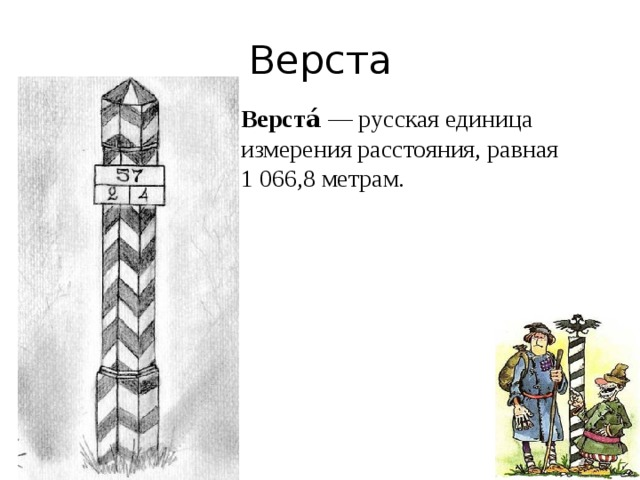 Верста
Верста́ — русская единица
измерения расстояния, равная
1 066,8 метрам.
57
2 4